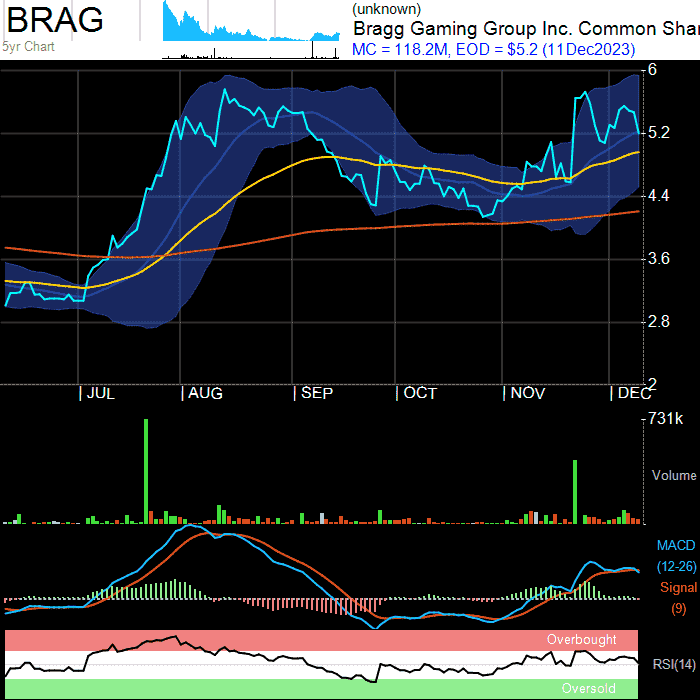 BRAG
5yr Chart
(unknown)
Bragg Gaming Group Inc. Common Shar
MC = 118.2M, EOD = $5.2 (11Dec2023)
6
5.2
4.4
3.6
2.8
2
JUL AUG SEP OCT NOV DEC
731k
Volume
MACD
(12-26)
Signal
(9)
Overbought
RSI(14)
Oversold